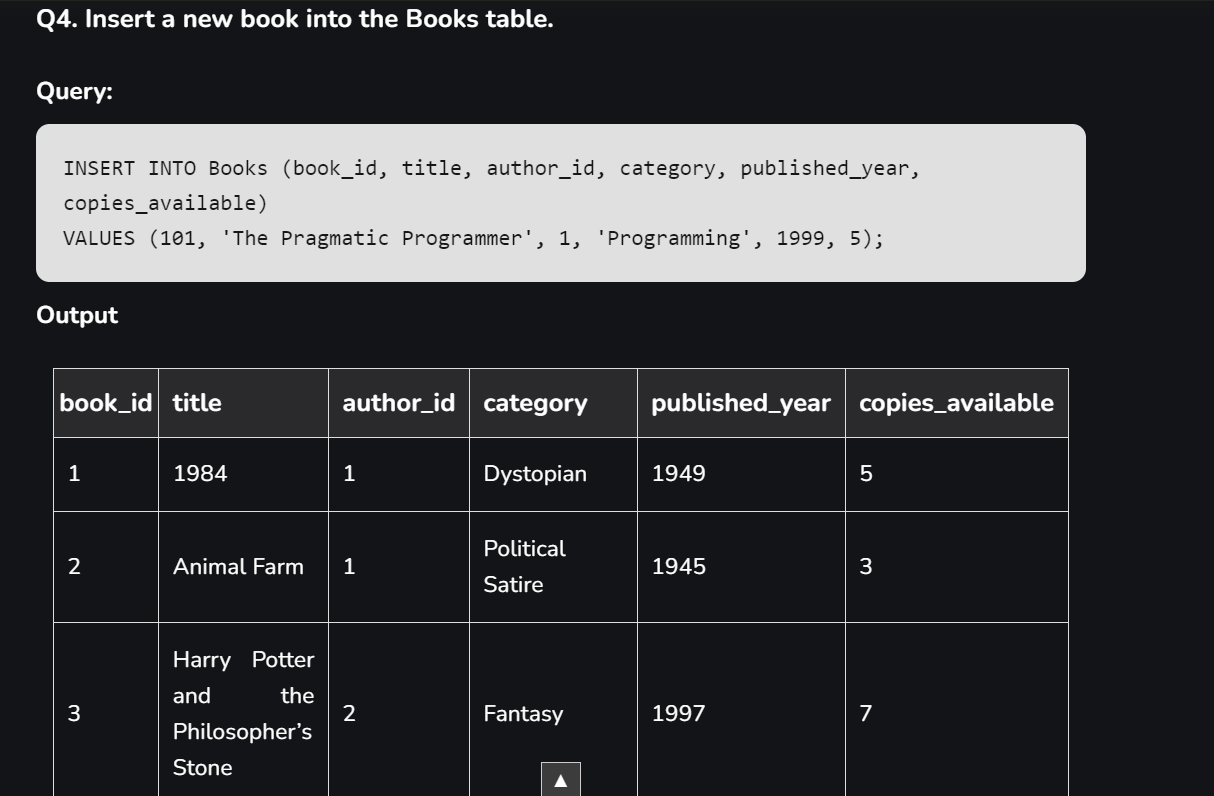 Q4. Insert a new book into the Books table.
Query:
INSERT INTO Books (book_id, title, author_id, category, published_year,
copies_available)
VALUES (101, 'The Pragmatic Programmer', 1, 'Programming', 1999, 5);
Output
book_id title author_id category published_year copies_available
1 1984 1 Dystopian 1949 5
2 Animal Farm 1 Political
Satire 1945 3
3 Harry Potter
and the
Philosopher’s
Stone 2 Fantasy 1997 7
▲